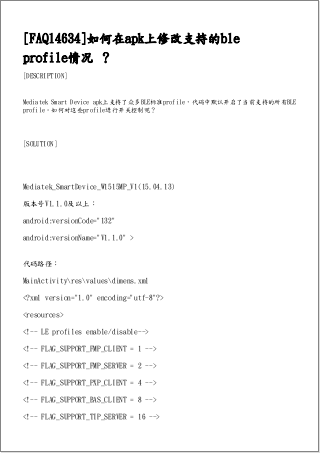 [FAQ14634]如何在apk上修改支持的ble
profile情况 ？
[DESCRIPTION]
Mediatek Smart Device apk上支持了众多BLE标准profile，代码中默认开启了当前支持的所有BLE
profile，如何对这些profile进行开关控制呢？
[SOLUTION]
Mediatek_SmartDevice_W1515MP_V1(15.04.13)
版本号V1.1.0及以上：
android:versionCode="132"
android:versionName="V1.1.0" >
代码路径：
MainActivity\res\values\dimens.xml
<?xml version="1.0" encoding="utf-8"?>
<resources>
<!-- LE profiles enable/disable-->
<!-- FLAG_SUPPORT_FMP_CLIENT = 1 -->
<!-- FLAG_SUPPORT_FMP_SERVER = 2 -->
<!-- FLAG_SUPPORT_PXP_CLIENT = 4 -->
<!-- FLAG_SUPPORT_BAS_CLIENT = 8 -->
<!-- FLAG_SUPPORT_TIP_SERVER = 16 -->